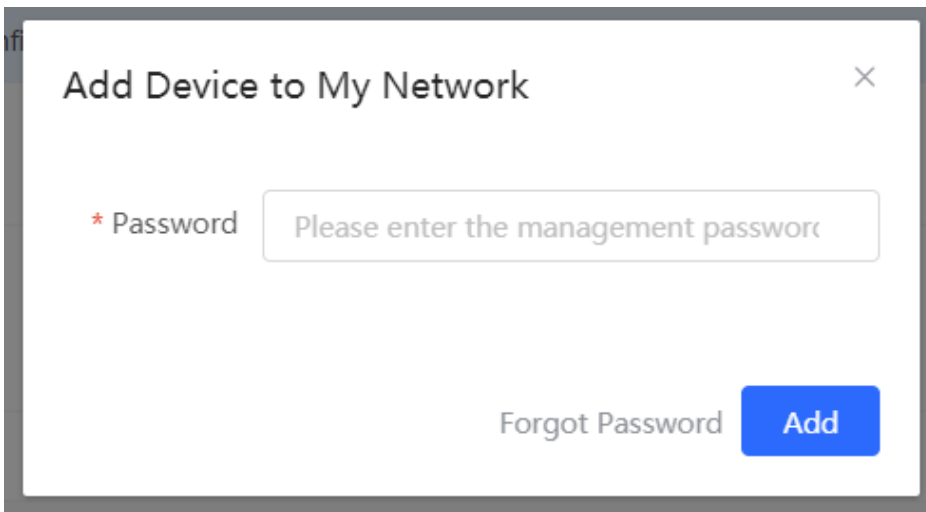 Add Device to My Network
* Password
Please enter the management
Forgot Password
Add